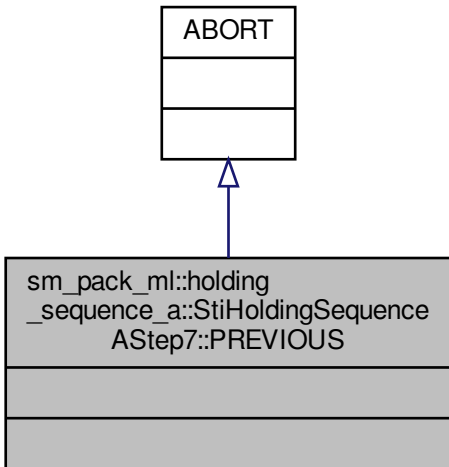 ABORT
sm_pack_ml::holding
_sequence_a::StiHoldingSequence
AStep7::PREVIOUS